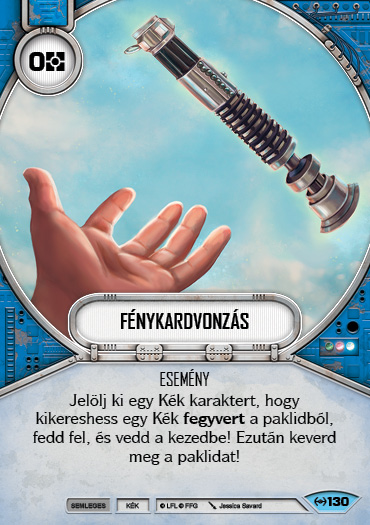 0
FÉNYKARDVONZÁS
ESEMÉNY
Jelölj ki egy Kék karaktert, hogy
kikereshess egy Kék fegyvert a paklidból,
fedd fel, és vedd a kezedbe! Ezután keverd
meg a paklidat!
SEMLEGES KÉK © LFL © FFG Jessica Savard 130